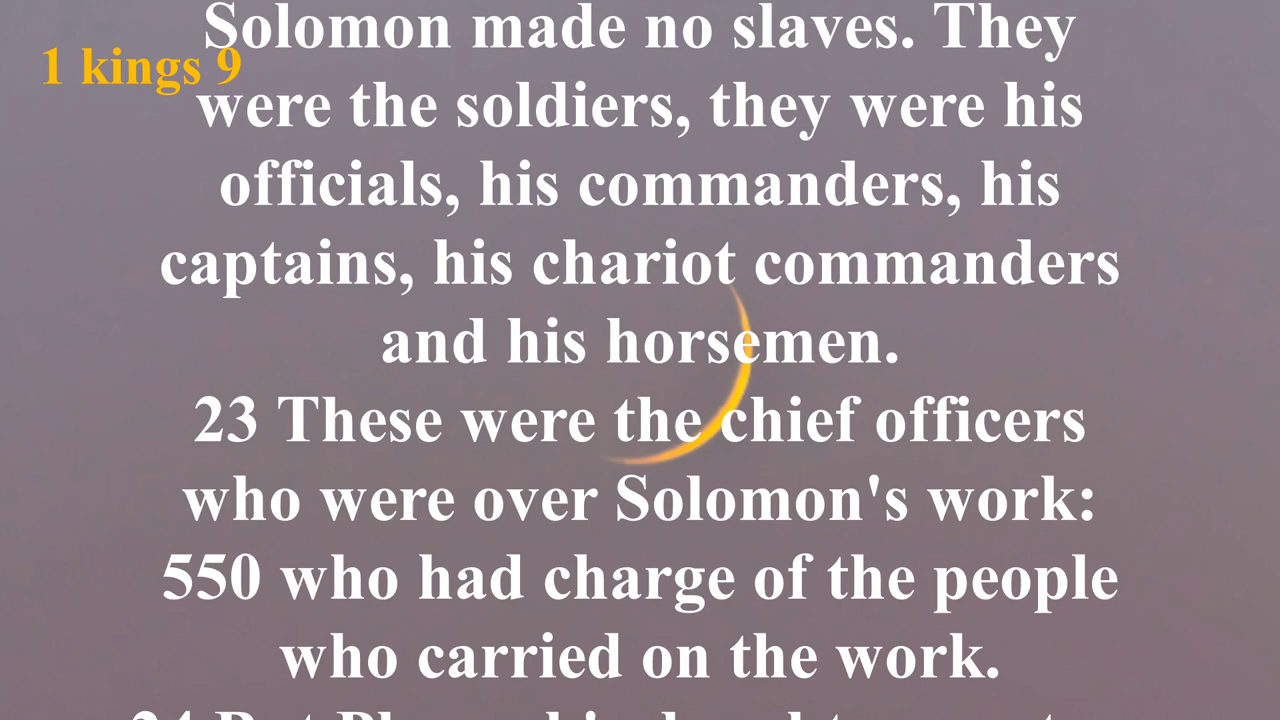 Solomon made no slaves. They
1 kings 9
were the soldiers, they were his
officials, his commanders, his
captains, his chariot commanders
and his horsemen.
23 These were the chief officers
who were over Solomon's work:
550 who had charge of the people
who carried on the work.